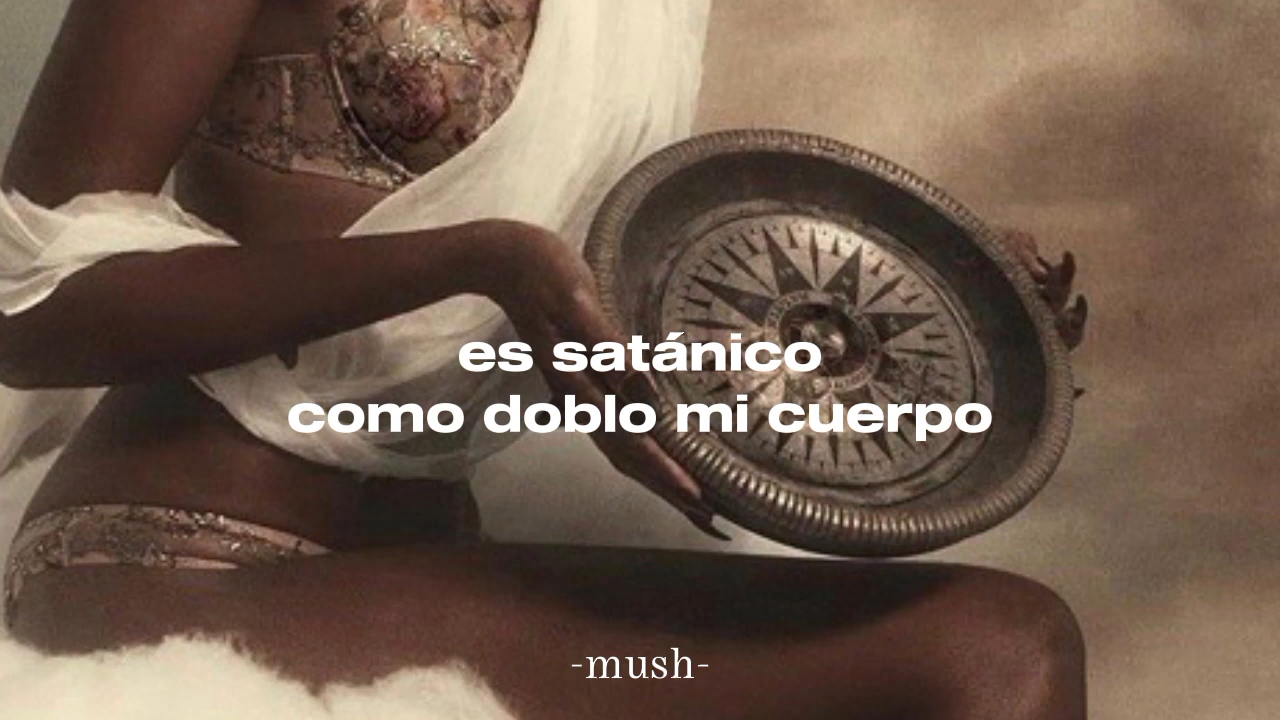 es satánico
como doblo mi cuerpo
-mush-